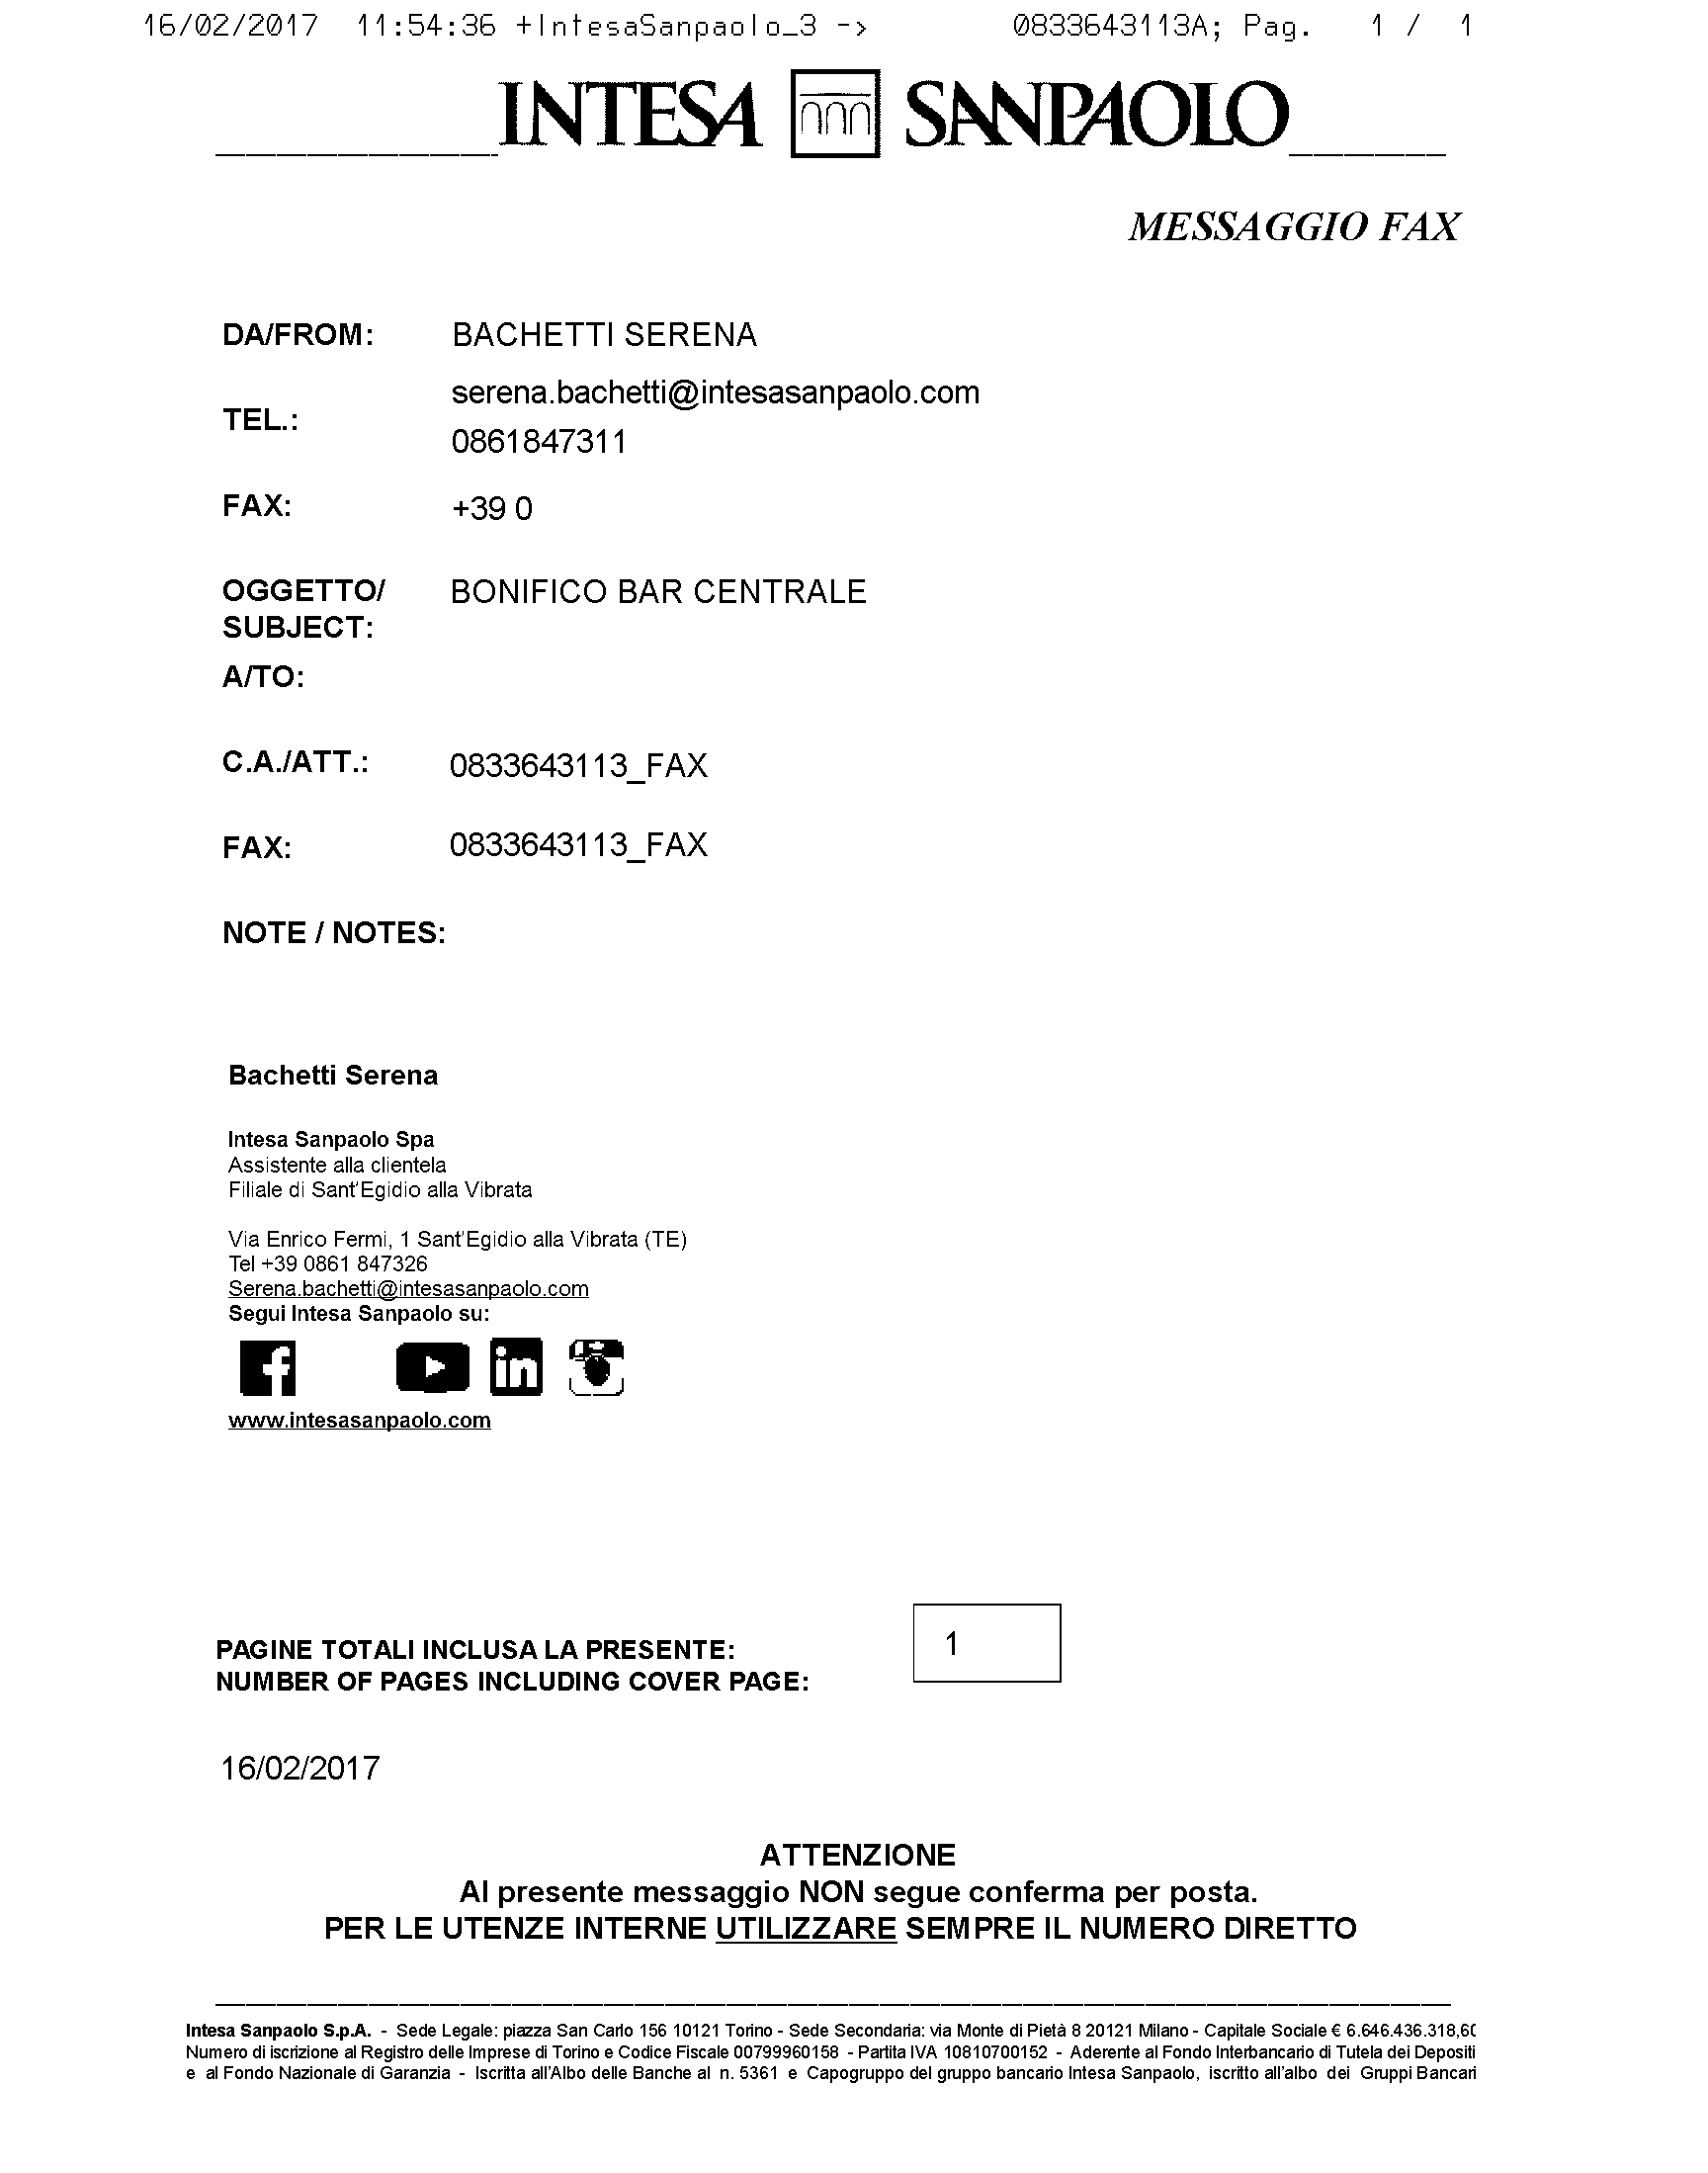 16/02/2017 11:54:36 +IntesaSanpaolo_3 -> 0833643113A; Pag. 1 / 1
INTESA SANPAOLO
MESSAGGIO FAX
DA/FROM: BACHETTI SERENA
serena.bachetti@intesasanpaolo.com
TEL.:
0861847311
FAX: +39 0
OGGETTO/ BONIFICO BAR CENTRALE
SUBJECT:
A/TO:
C.A./ATT.: 0833643113_FAX
FAX: 0833643113_FAX
NOTE / NOTES:
Bachetti Serena
Intesa Sanpaolo Spa
Assistente alla clientela
Filiale di Sant'Egidio alla Vibrata
Via Enrico Fermi, 1 Sant'Egidio alla Vibrata (TE)
Tel +39 0861 847326
Serena.bachetti@intesasanpaolo.com
Segui Intesa Sanpaolo su:
www.intesasanpaolo.com
PAGINE TOTALI INCLUSA LA PRESENTE: 1
NUMBER OF PAGES INCLUDING COVER PAGE:
16/02/2017
ATTENZIONE
Al presente messaggio NON segue conferma per posta.
PER LE UTENZE INTERNE UTILIZZARE SEMPRE IL NUMERO DIRETTO
Intesa Sanpaolo S.p.A. - Sede Legale: piazza San Carlo 156 10121 Torino - Sede Secondaria: via Monte di Pietà 8 20121 Milano - Capitale Sociale € 6.646.436.318,60
Numero di iscrizione al Registro delle Imprese di Torino e Codice Fiscale 00799960158 - Partita IVA 10810700152 - Aderente al Fondo Interbancario di Tutela dei Depositi
e al Fondo Nazionale di Garanzia - Iscritta all'Albo delle Banche al n. 5361 e Capogruppo del gruppo bancario Intesa Sanpaolo, iscritto all'albo dei Gruppi Bancari